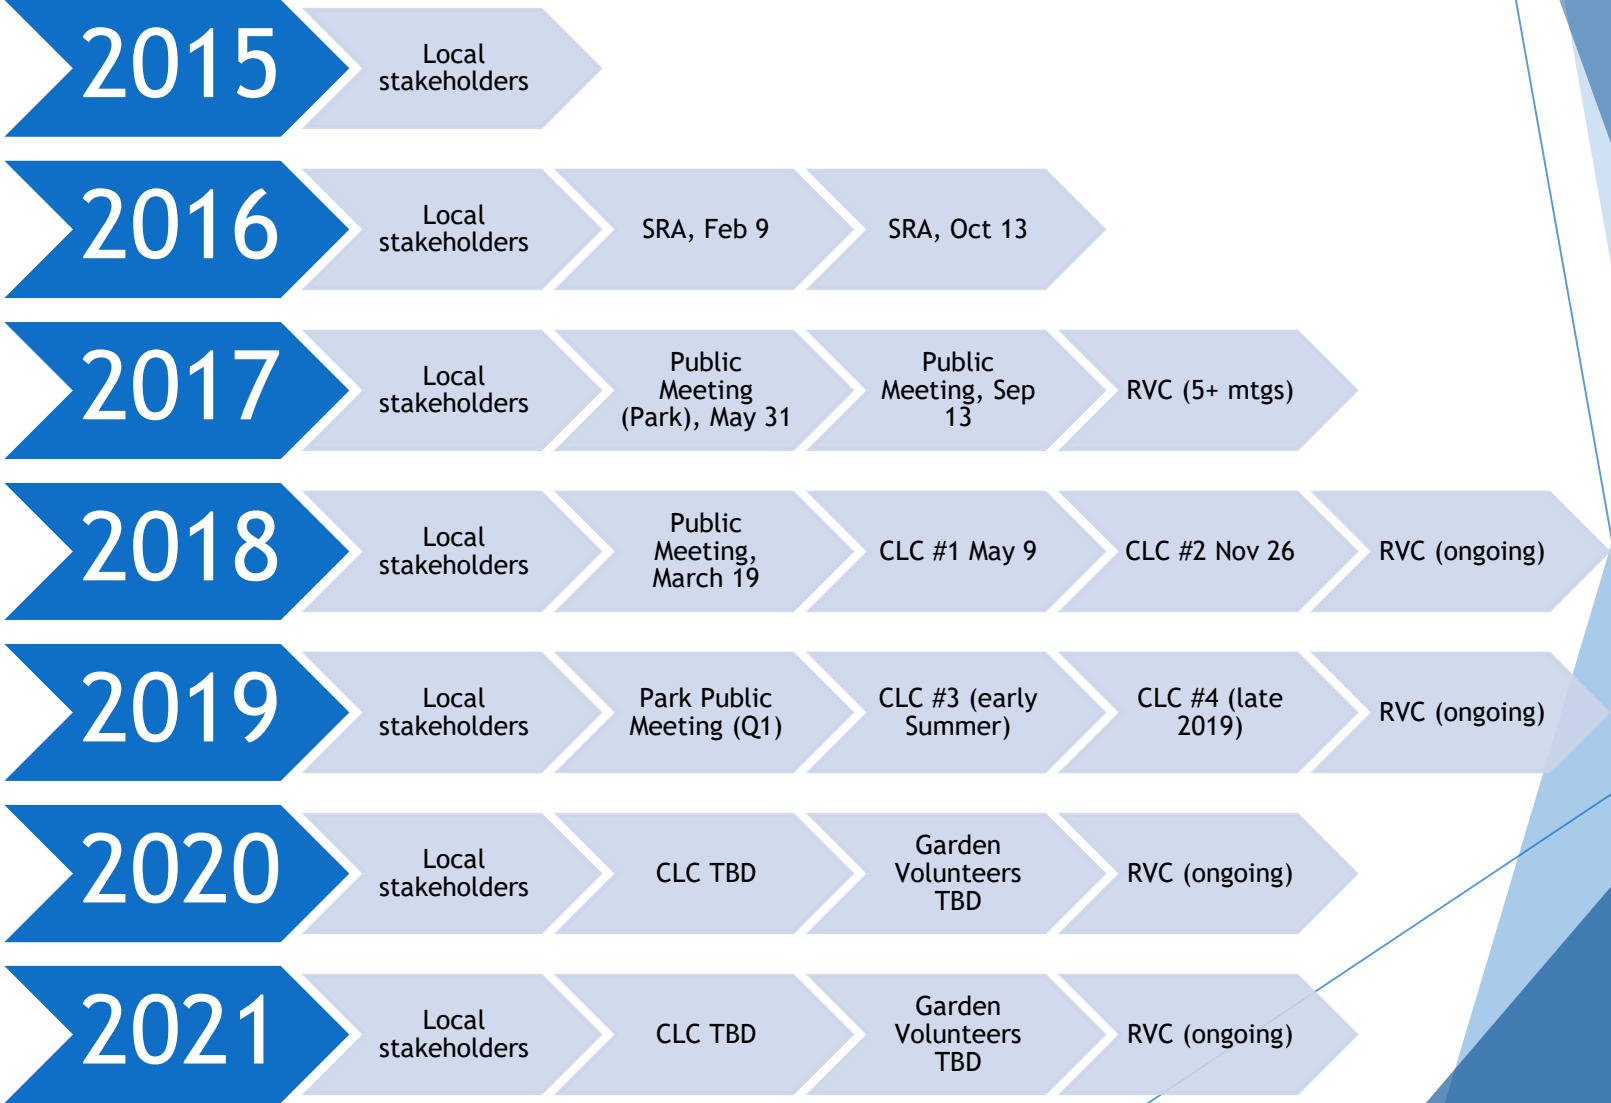 2015
Local
stakeholders
2016
Local
stakeholders
SRA, Feb 9
SRA, Oct 13
2017
Local
stakeholders
Public
Meeting
(Park), May 31
Public
Meeting, Sep
13
RVC (5+ mtgs)
2018
Local
stakeholders
Public
Meeting,
March 19
CLC #1 May 9
CLC #2 Nov 26
RVC (ongoing)
2019
Local
stakeholders
Park Public
Meeting (Q1)
CLC #3 (early
Summer)
CLC #4 (late
2019)
RVC (ongoing)
2020
Local
stakeholders
CLC TBD
Garden
Volunteers
TBD
RVC (ongoing)
2021
Local
stakeholders
CLC TBD
Garden
Volunteers
TBD
RVC (ongoing)